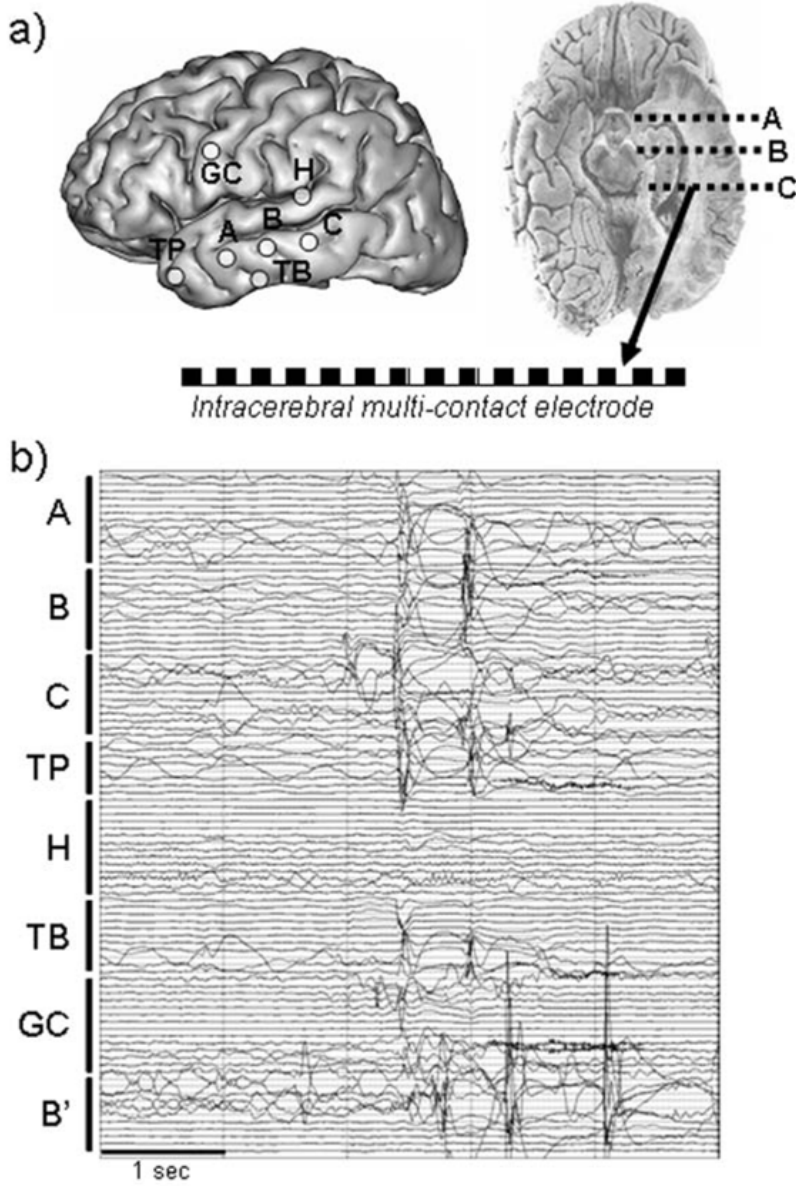 a)
A
B
C
GC
H
B
C
A
TP
TB
Intracerebral multi-contact electrode
b)
A
B
C
TP
H
TB
GC
B'
1 sec